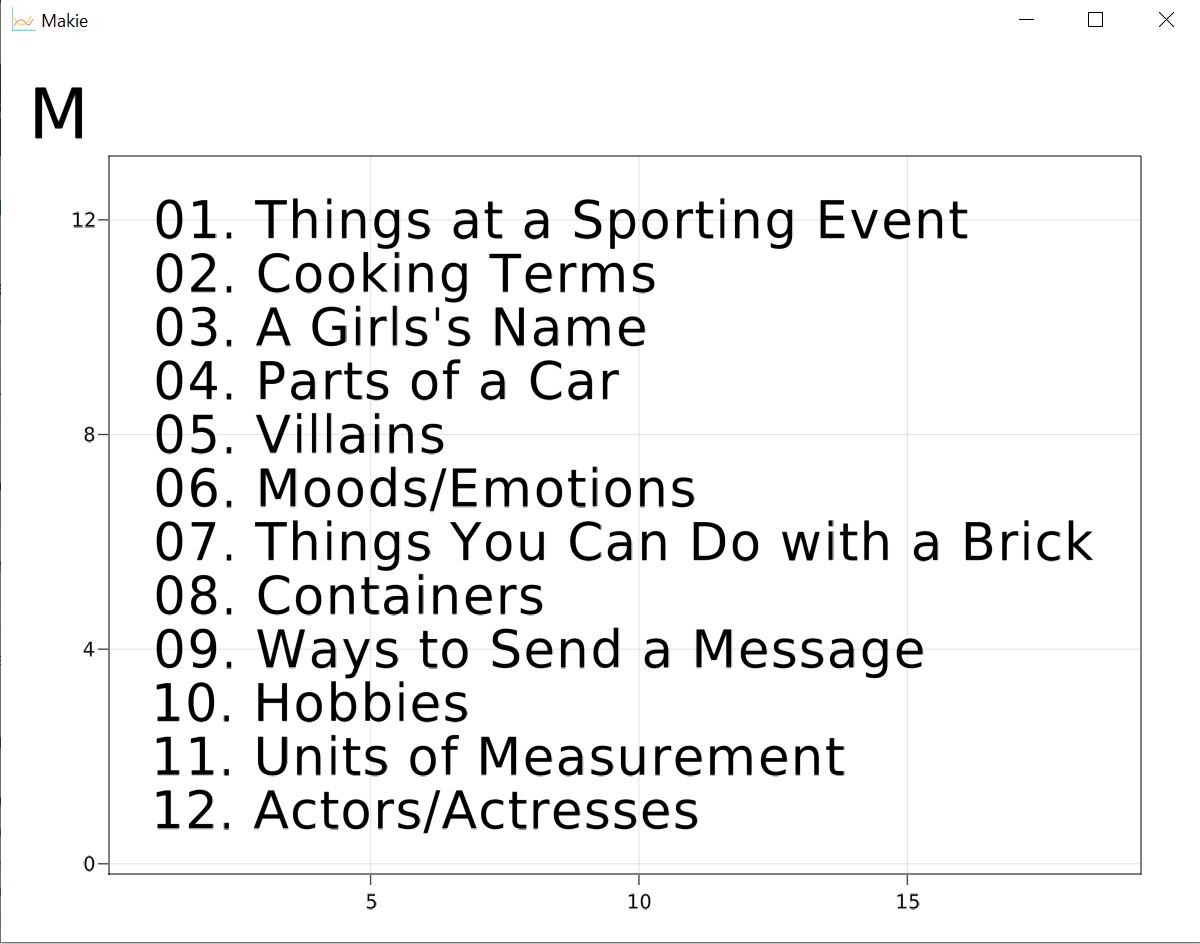 Makie
M
12
01. Things at a Sporting Event
02. Cooking Terms
03. A Girls's Name
04. Parts of a Car
8
05. Villains
06. Moods/Emotions
07. Things You Can Do with a Brick
08. Containers
4
09. Ways to Send a Message
10. Hobbies
11. Units of Measurement
12. Actors/Actresses
0
5 10 15